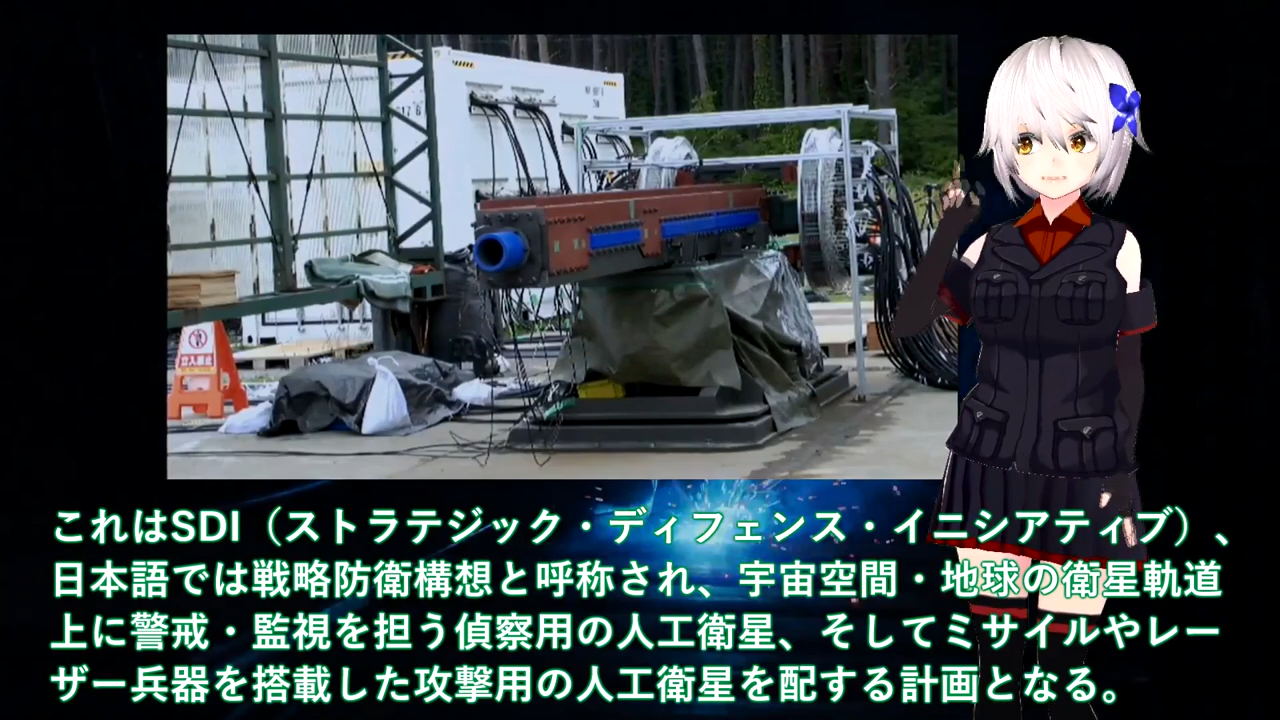 立入禁止
これはSDI（ストラテジック・ディフェンス・イニシアティブ）、
日本語では戦略防衛構想と呼称され、宇宙空間・地球の衛星軌道
上に警戒・監視を担う偵察用の人工衛星、そしてミサイルやレー
ザー兵器を搭載した攻撃用の人工衛星を配する計画となる。